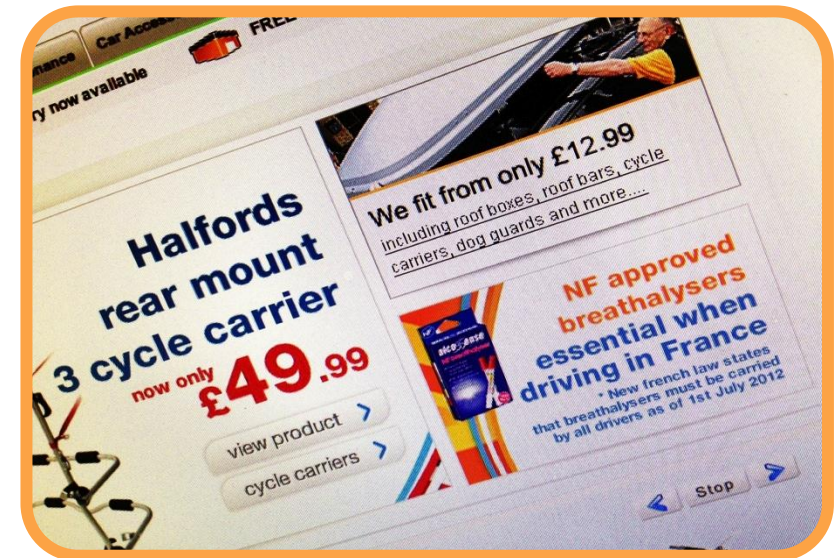 Car Acces
nance
FREE
ry now available
We fit from only £12.99
including roof boxes, roof bars, cycle
carriers, dog guards and more....
Halfords
rear mount
3 cycle carrier
now only
£49.99
view product
cycle carriers
NF approved
breathalysers
essential when
driving in France
* New french law states
that breathalysers must be carried
by all drivers as of 1st July 2012
Stop